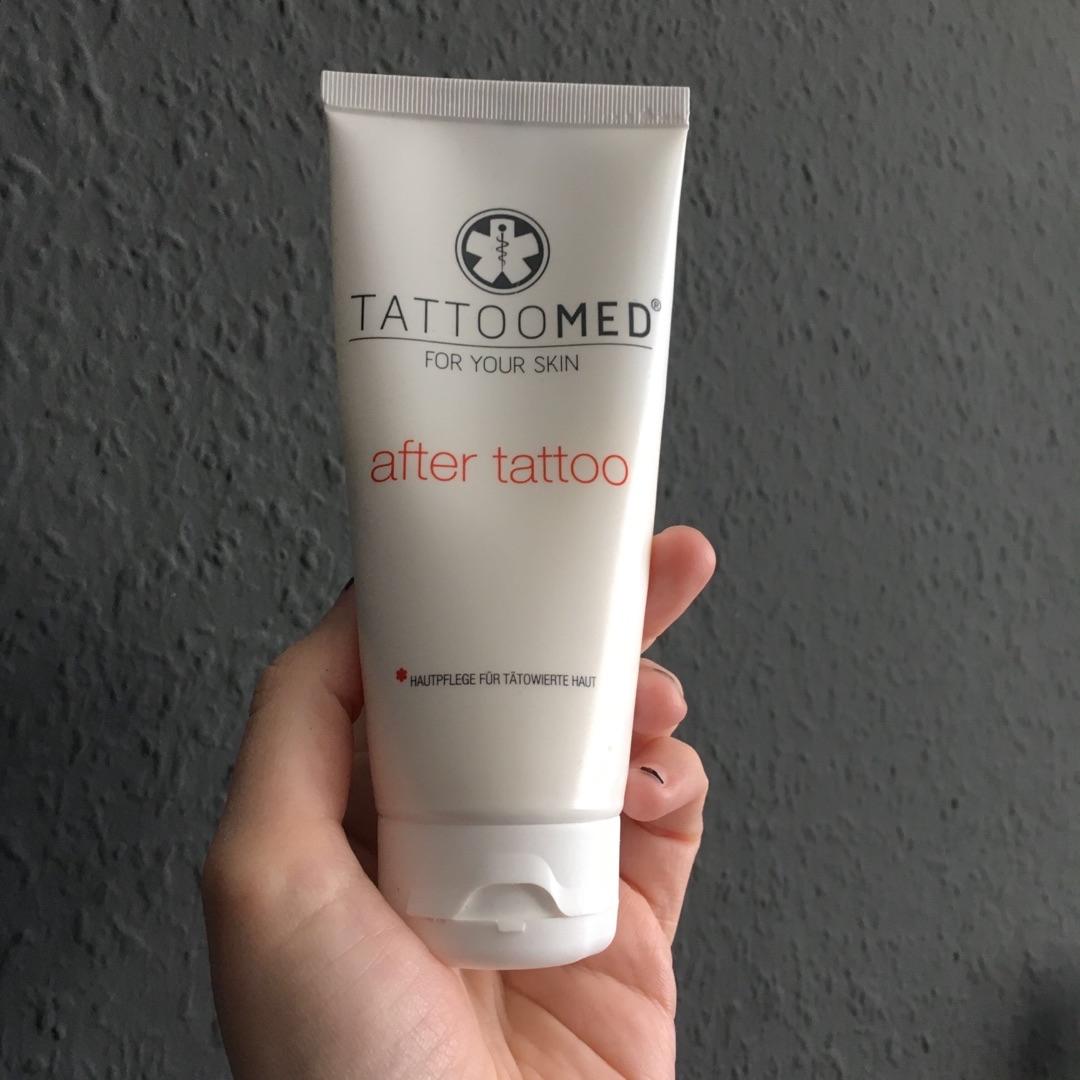 TATTOOMED®
FOR YOUR SKIN
after tattoo
* HAUTPFLEGE FÜR TÄTOWIERTE HAUT